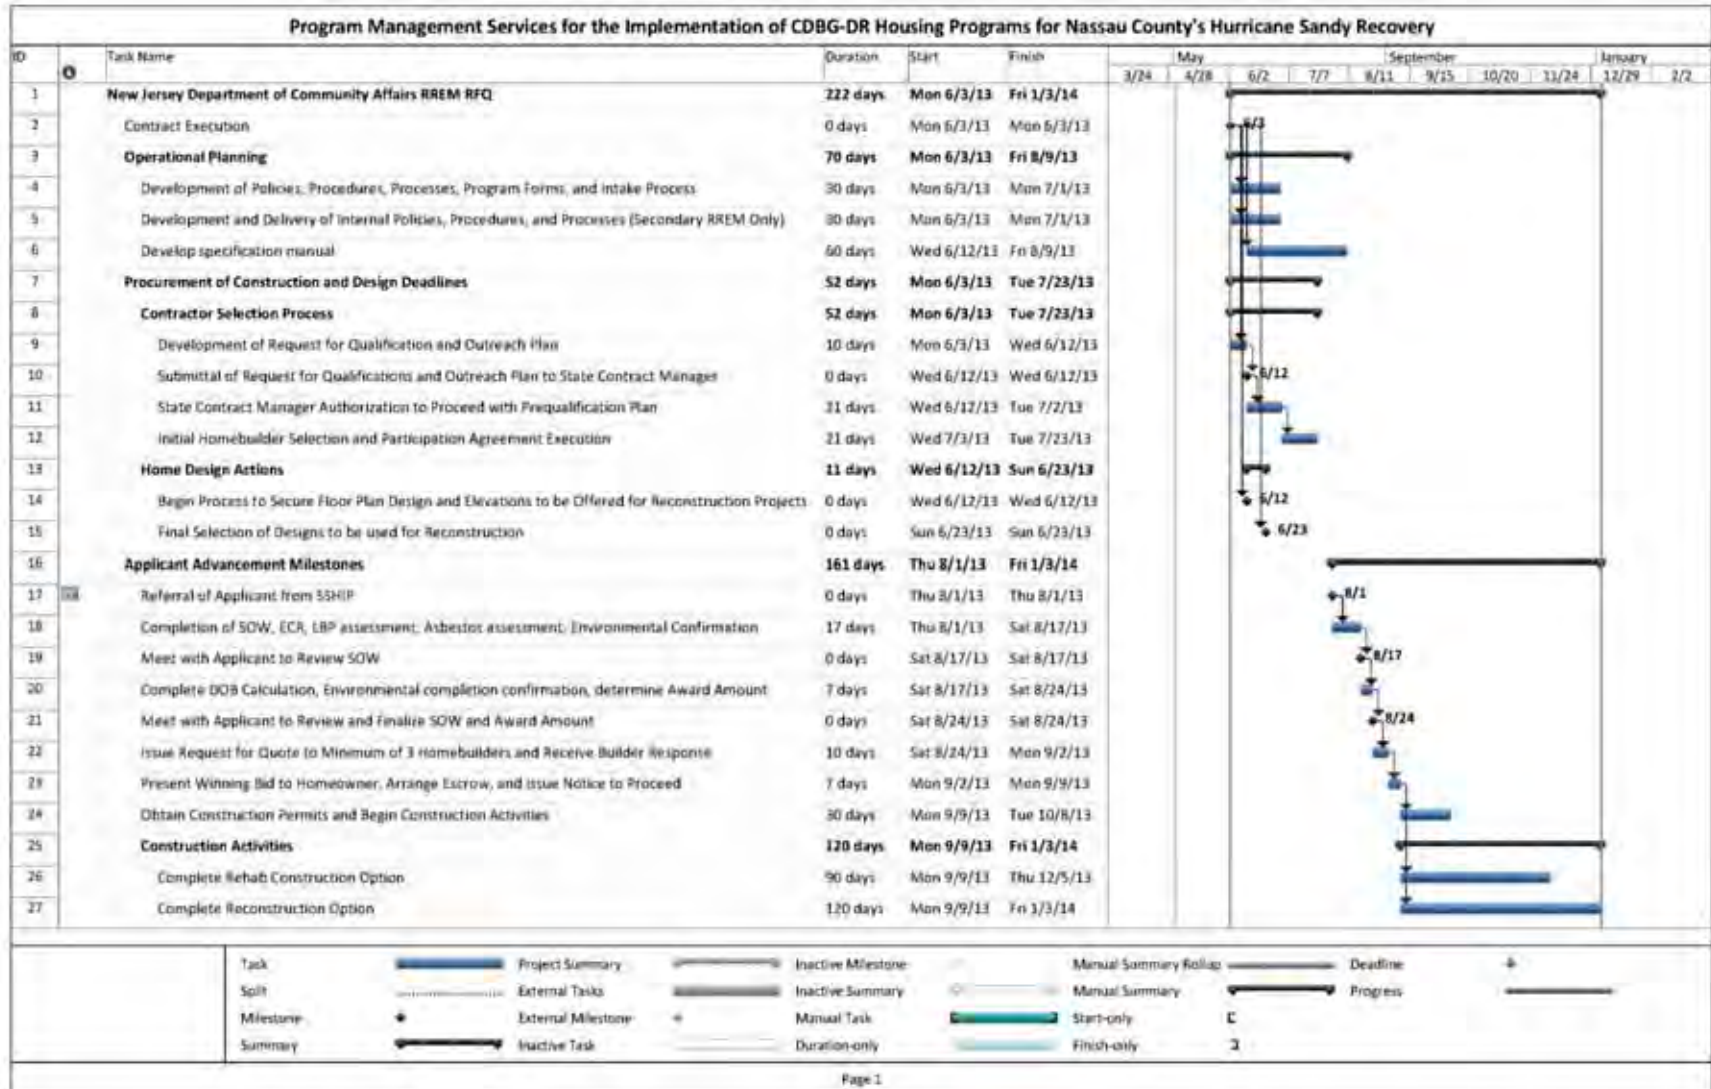 Program Management Services for the Implementation of CDBG-DR Housing Programs for Nassau County's Hurricane Sandy Recovery
ID Task Name Duration Start Finish May September January
3/24 4/28 6/2 7/7 8/11 9/15 10/20 11/24 12/29 2/2
1 New Jersey Department of Community Affairs RREM RFQ 222 days Mon 6/3/13 Fri 1/3/14
2 Contract Execution 0 days Mon 6/3/13 Mon 6/3/13 6/3
3 Operational Planning 70 days Mon 6/3/13 Fri 8/9/13
4 Development of Policies, Procedures, Processes, Program Forms, and Intake Process 30 days Mon 6/3/13 Mon 7/1/13
5 Development and Delivery of Internal Policies, Procedures, and Processes (Secondary RREM Only) 30 days Mon 6/3/13 Mon 7/1/13
6 Develop specification manual 60 days Wed 6/12/13 Fri 8/9/13
7 Procurement of Construction and Design Deadlines 52 days Mon 6/3/13 Tue 7/23/13
8 Contractor Selection Process 52 days Mon 6/3/13 Tue 7/23/13
9 Development of Request for Qualification and Outreach Plan 10 days Mon 6/3/13 Wed 6/12/13
10 Submittal of Request for Qualifications and Outreach Plan to State Contract Manager 0 days Wed 6/12/13 Wed 6/12/13 6/12
11 State Contract Manager Authorization to Proceed with Prequalification Plan 21 days Wed 6/12/13 Tue 7/2/13
12 Initial Homebuilder Selection and Participation Agreement Execution 21 days Wed 7/3/13 Tue 7/23/13
13 Home Design Actions 11 days Wed 6/12/13 Sun 6/23/13
14 Begin Process to Secure Floor Plan Design and Elevations to be Offered for Reconstruction Projects 0 days Wed 6/12/13 Wed 6/12/13 6/12
15 Final Selection of Designs to be used for Reconstruction 0 days Sun 6/23/13 Sun 6/23/13 6/23
16 Applicant Advancement Milestones 161 days Thu 8/1/13 Fri 1/3/14
17 Referral of Applicant from SSHIP 0 days Thu 8/1/13 Thu 8/1/13 8/1
18 Completion of SOW, ECR, LBP assessment, Asbestos assessment, Environmental Confirmation 17 days Thu 8/1/13 Sat 8/17/13
19 Meet with Applicant to Review SOW 0 days Sat 8/17/13 Sat 8/17/13 8/17
20 Complete DOB Calculation, Environmental completion confirmation, determine Award Amount 7 days Sat 8/17/13 Sat 8/24/13
21 Meet with Applicant to Review and Finalize SOW and Award Amount 0 days Sat 8/24/13 Sat 8/24/13 8/24
22 Issue Request for Quote to Minimum of 3 Homebuilders and Receive Builder Response 10 days Sat 8/24/13 Mon 9/2/13
23 Present Winning Bid to Homeowner, Arrange Escrow, and Issue Notice to Proceed 7 days Mon 9/2/13 Mon 9/9/13
24 Obtain Construction Permits and Begin Construction Activities 30 days Mon 9/9/13 Tue 10/8/13
25 Construction Activities 120 days Mon 9/9/13 Fri 1/3/14
26 Complete Rehab Construction Option 90 days Mon 9/9/13 Thu 12/5/13
27 Complete Reconstruction Option 120 days Mon 9/9/13 Fri 1/3/14
Task Project Summary Inactive Milestone Manual Summary Rollup Deadline
Split External Tasks Inactive Summary Manual Summary Progress
Milestone External Milestone Manual Task Start-only
Summary Inactive Task Duration-only Finish-only
Page 1